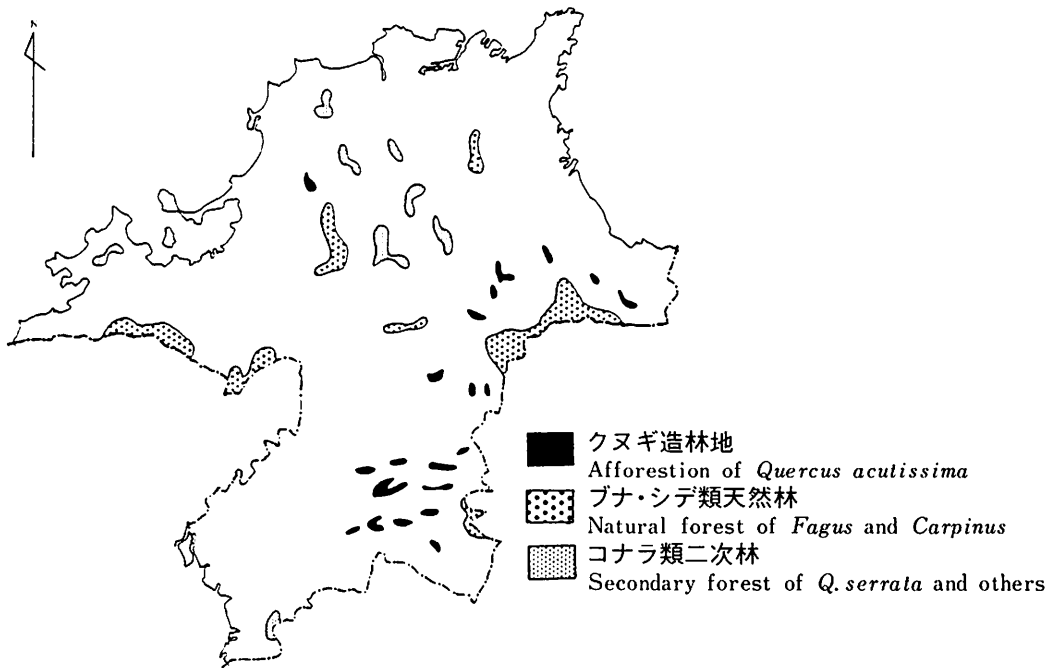 N
クヌギ造林地
Afforestion of Quercus acutissima
ブナ・シデ類天然林
Natural forest of Fagus and Carpinus
コナラ類二次林
Secondary forest of Q. serrata and others